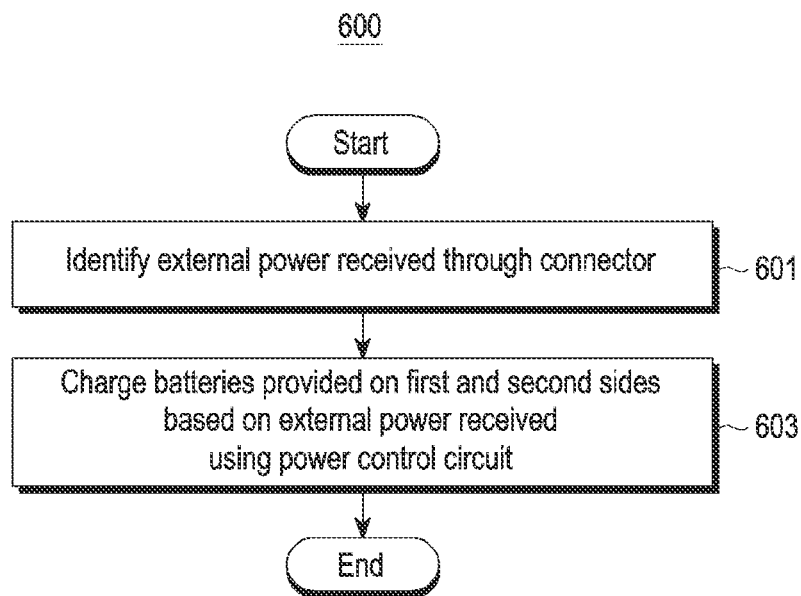 600
Start
Identify external power received through connector
601
Charge batteries provided on first and second sides
based on external power received
using power control circuit
603
End